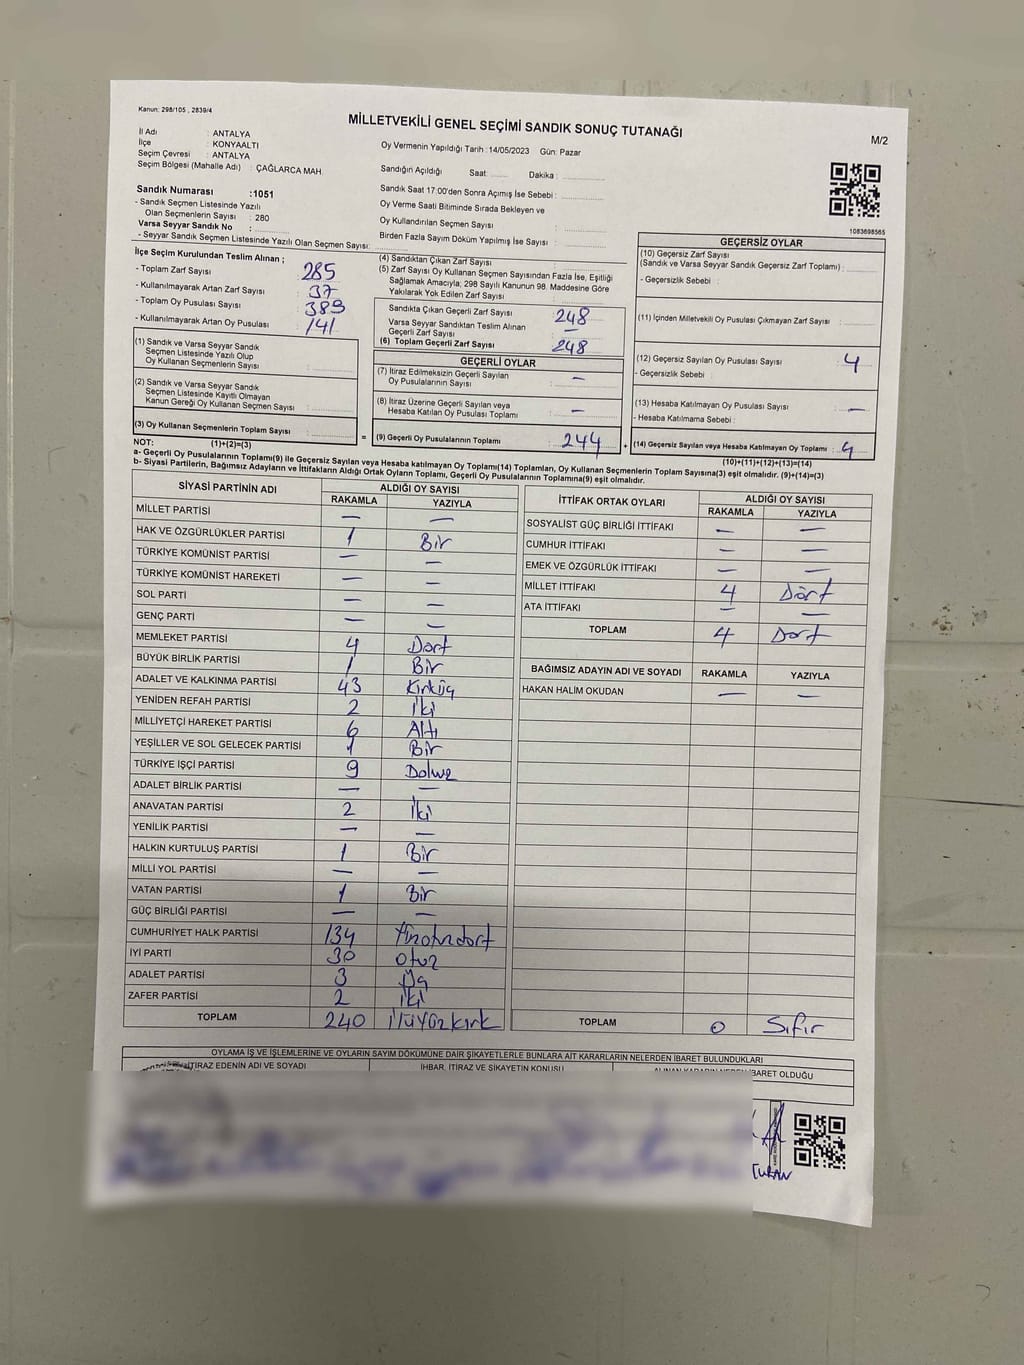 Kanun: 298/105 , 2839/4
MİLLETVEKİLİ GENEL SEÇİMİ SANDIK SONUÇ TUTANAĞI
M/2
İl Adı : ANTALYA
İlçe : KONYAALTI
Seçim Çevresi : ANTALYA
Seçim Bölgesi (Mahalle Adı) : ÇAĞLARCA MAH.
Oy Vermenin Yapıldığı Tarih :14/05/2023 Gün: Pazar
Sandığın Açıldığı Saat: Dakika :
Sandık Saat 17:00'den Sonra Açımış İse Sebebi :
Oy Verme Saati Bitiminde Sırada Bekleyen ve
Oy Kullandırılan Seçmen Sayısı :
Birden Fazla Sayım Döküm Yapılmış İse Sayısı :
Sandık Numarası :1051
- Sandık Seçmen Listesinde Yazılı
Olan Seçmenlerin Sayısı : 280
Varsa Seyyar Sandık No :
- Seyyar Sandık Seçmen Listesinde Yazılı Olan Seçmen Sayısı:
1083698565
İlçe Seçim Kurulundan Teslim Alınan ;
- Toplam Zarf Sayısı 285
- Kullanılmayarak Artan Zarf Sayısı 37
- Toplam Oy Pusulası Sayısı 389
- Kullanılmayarak Artan Oy Pusulası 141
(1) Sandık ve Varsa Seyyar Sandık
Seçmen Listesinde Yazılı Olup
Oy Kullanan Seçmenlerin Sayısı :
(2) Sandık ve Varsa Seyyar Sandık
Seçmen Listesinde Kayıtlı Olmayan
Kanun Gereği Oy Kullanan Seçmen Sayısı :
(3) Oy Kullanan Seçmenlerin Toplam Sayısı :
(1)+(2)=(3)
(4) Sandıktan Çıkan Zarf Sayısı :
(5) Zarf Sayısı Oy Kullanan Seçmen Sayısından Fazla İse, Eşitliği
Sağlamak Amacıyla; 298 Sayılı Kanunun 98. Maddesine Göre
Yakılarak Yok Edilen Zarf Sayısı :
Sandıkta Çıkan Geçerli Zarf Sayısı : 248
Varsa Seyyar Sandıktan Teslim Alınan
Geçerli Zarf Sayısı : —
(6) Toplam Geçerli Zarf Sayısı : 248
GEÇERLİ OYLAR
(7) İtiraz Edilmeksizin Geçerli Sayılan
Oy Pusulalarının Sayısı : —
(8) İtiraz Üzerine Geçerli Sayılan veya
Hesaba Katılan Oy Pusulası Toplamı : —
= (9) Geçerli Oy Pusulalarının Toplamı : 244 +
GEÇERSİZ OYLAR
(10) Geçersiz Zarf Sayısı
(Sandık ve Varsa Seyyar Sandık Geçersiz Zarf Toplamı) :
- Geçersizlik Sebebi :
(11) İçinden Milletvekili Oy Pusulası Çıkmayan Zarf Sayısı :
(12) Geçersiz Sayılan Oy Pusulası Sayısı : 4
- Geçersizlik Sebebi :
(13) Hesaba Katılmayan Oy Pusulası Sayısı : —
- Hesaba Katılmama Sebebi :
(14) Geçersiz Sayılan veya Hesaba Katılmayan Oy Toplamı : 4
(10)+(11)+(12)+(13)=(14)
NOT:
a- Geçerli Oy Pusulalarının Toplamı(9) ile Geçersiz Sayılan veya Hesaba katılmayan Oy Toplamı(14) Toplamları, Oy Kullanan Seçmenlerin Toplam Sayısına(3) eşit olmalıdır. (9)+(14)=(3)
b- Siyasi Partilerin, Bağımsız Adayların ve İttifakların Aldığı Ortak Oyların Toplamı, Geçerli Oy Pusulalarının Toplamına(9) eşit olmalıdır.
SİYASİ PARTİNİN ADI ALDIĞI OY SAYISI
RAKAMLA YAZIYLA
MİLLET PARTİSİ — —
HAK VE ÖZGÜRLÜKLER PARTİSİ 1 Bir
TÜRKİYE KOMÜNİST PARTİSİ — —
TÜRKİYE KOMÜNİST HAREKETİ — —
SOL PARTİ — —
GENÇ PARTİ — —
MEMLEKET PARTİSİ 4 Dört
BÜYÜK BİRLİK PARTİSİ 1 Bir
ADALET VE KALKINMA PARTİSİ 43 Kırküç
YENİDEN REFAH PARTİSİ 2 İki
MİLLİYETÇİ HAREKET PARTİSİ 6 Altı
YEŞİLLER VE SOL GELECEK PARTİSİ 1 Bir
TÜRKİYE İŞÇİ PARTİSİ 9 Dokuz
ADALET BİRLİK PARTİSİ — —
ANAVATAN PARTİSİ 2 İki
YENİLİK PARTİSİ — —
HALKIN KURTULUŞ PARTİSİ 1 Bir
MİLLİ YOL PARTİSİ — —
VATAN PARTİSİ 1 Bir
GÜÇ BİRLİĞİ PARTİSİ — —
CUMHURİYET HALK PARTİSİ 134 Yüzotuzdört
İYİ PARTİ 30 Otuz
ADALET PARTİSİ 3 Üç
ZAFER PARTİSİ 2 İki
TOPLAM 240 İkiyüzkırk
İTTİFAK ORTAK OYLARI ALDIĞI OY SAYISI
RAKAMLA YAZIYLA
SOSYALİST GÜÇ BİRLİĞİ İTTİFAKI — —
CUMHUR İTTİFAKI — —
EMEK VE ÖZGÜRLÜK İTTİFAKI — —
MİLLET İTTİFAKI 4 Dört
ATA İTTİFAKI — —
TOPLAM 4 Dört
BAĞIMSIZ ADAYIN ADI VE SOYADI RAKAMLA YAZIYLA
HAKAN HALİM OKUDAN — —
TOPLAM 0 Sıfır
OYLAMA İŞ VE İŞLEMLERİNE VE OYLARIN SAYIM DÖKÜMÜNE DAİR ŞİKAYETLERLE BUNLARA AİT KARARLARIN NELERDEN İBARET BULUNDUKLARI
İTİRAZ EDENİN ADI VE SOYADI İHBAR, İTİRAZ VE ŞİKAYETİN KONUSU ALINAN KARARIN NEDEN İBARET OLDUĞU